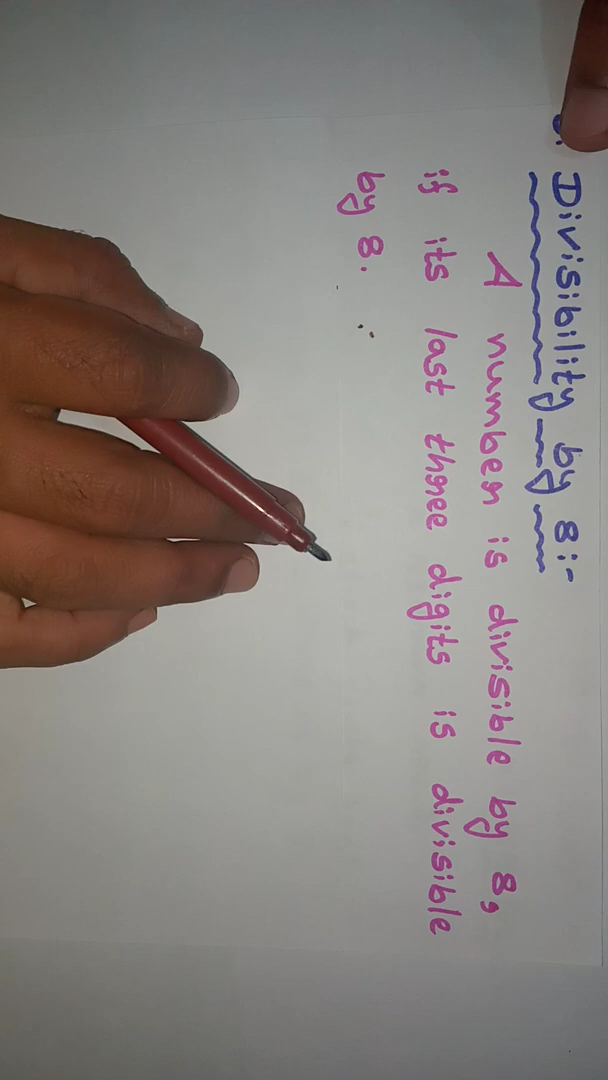 Divisibility by 8:-
A number is divisible by 8,
if its last three digits is divisible
by 8.